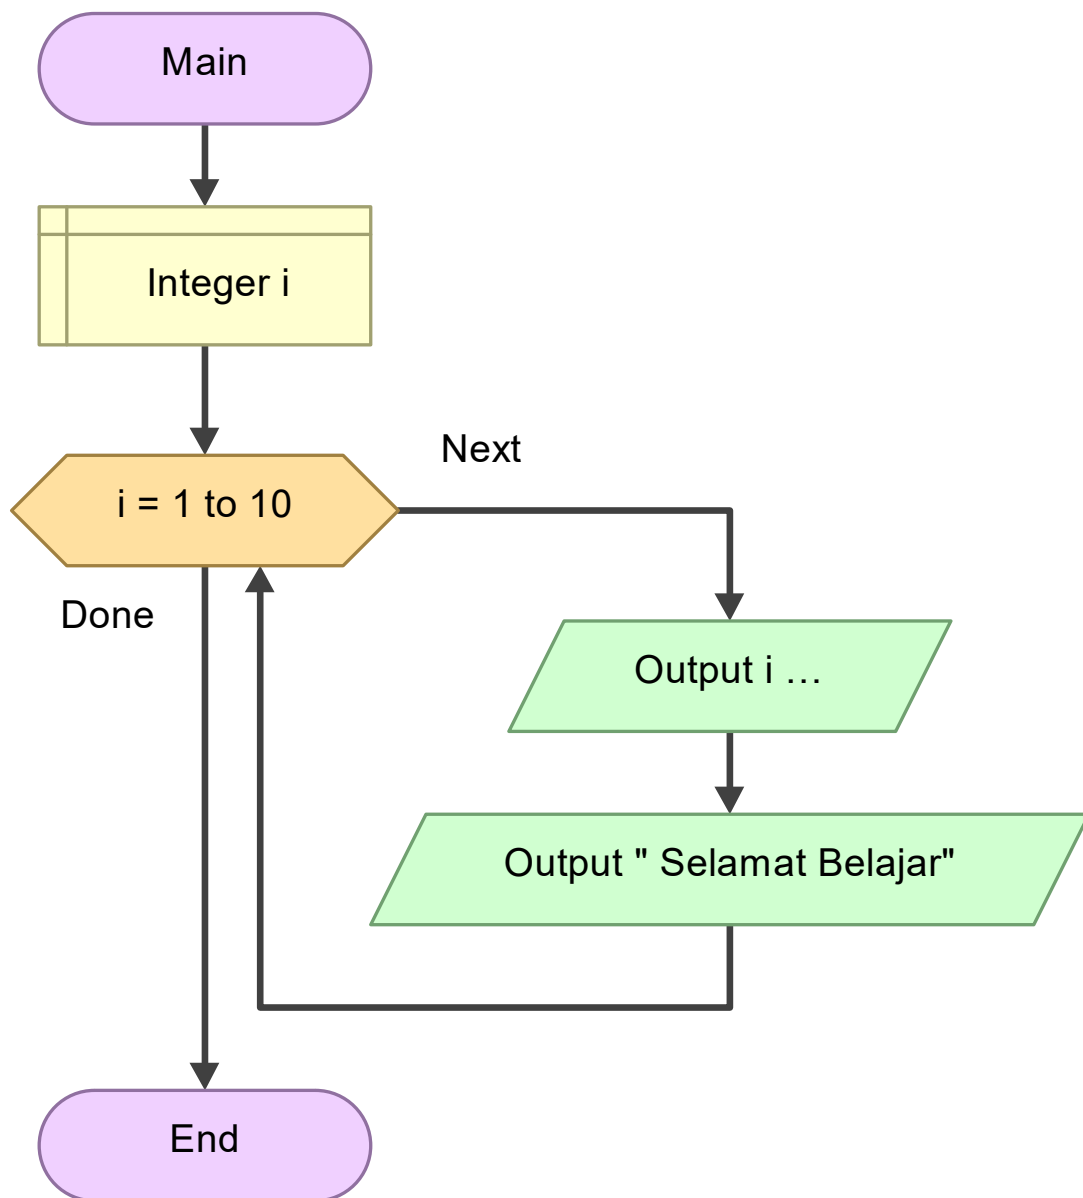 Main
Integer i
i = 1 to 10
Next
Done
Output i …
Output " Selamat Belajar"
End